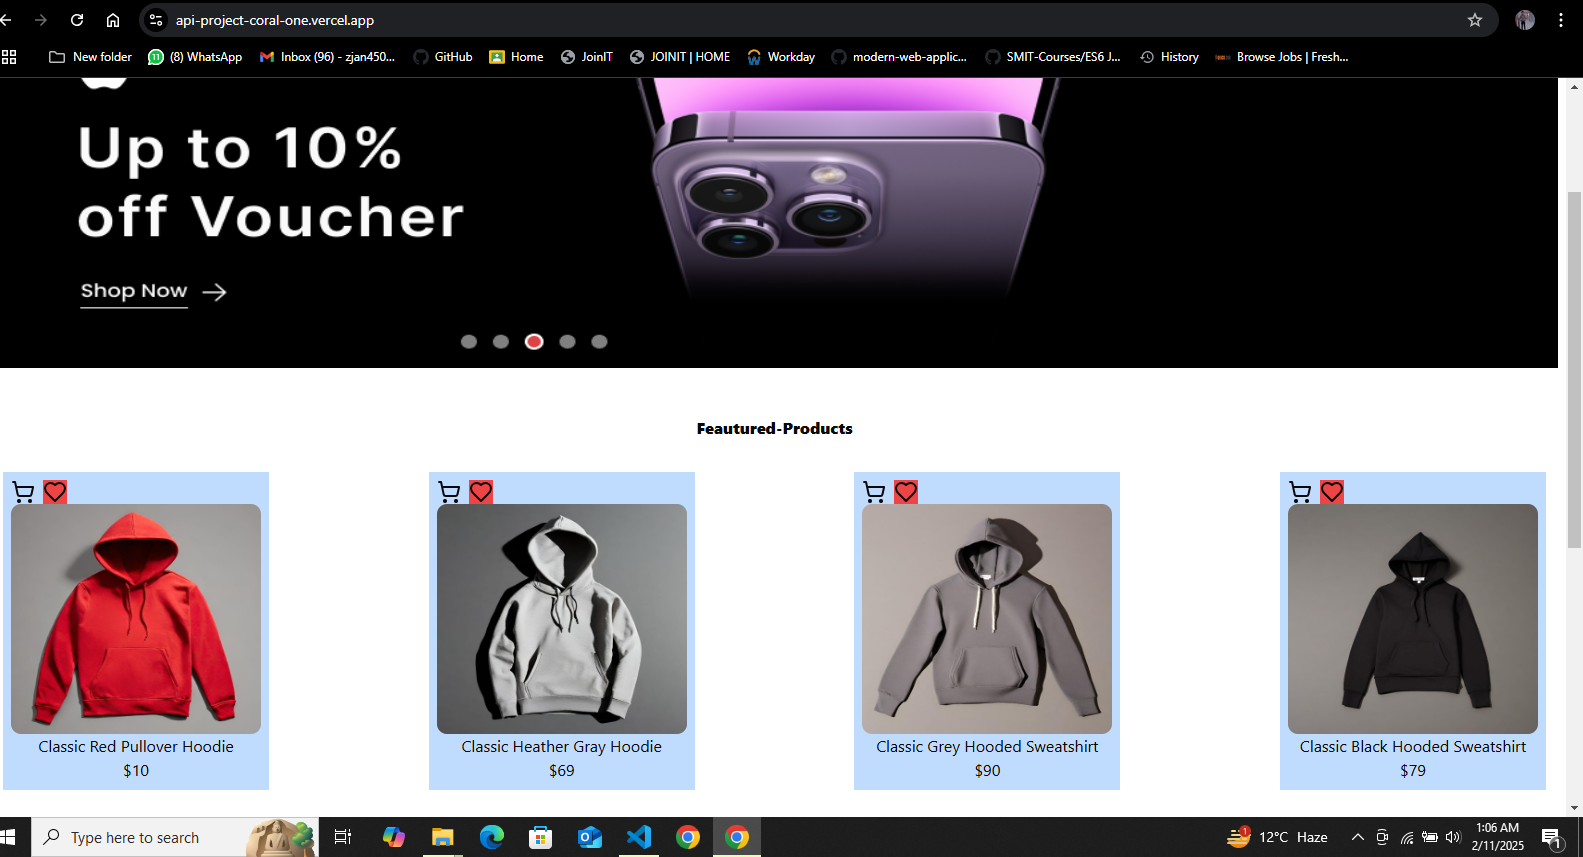 api-project-coral-one.vercel.app
New folder
11
(8) WhatsApp
Inbox (96) - zjan450...
GitHub
Home
JoinIT
JOINIT | HOME
Workday
modern-web-applic...
SMIT-Courses/ES6 J...
History
Browse Jobs | Fresh...
Up to 10%
off Voucher
Shop Now
Feautured-Products
Classic Red Pullover Hoodie
$10
Classic Heather Gray Hoodie
$69
Classic Grey Hooded Sweatshirt
$90
Classic Black Hooded Sweatshirt
$79
Type here to search
1
12°C Haze
1:06 AM
2/11/2025
1